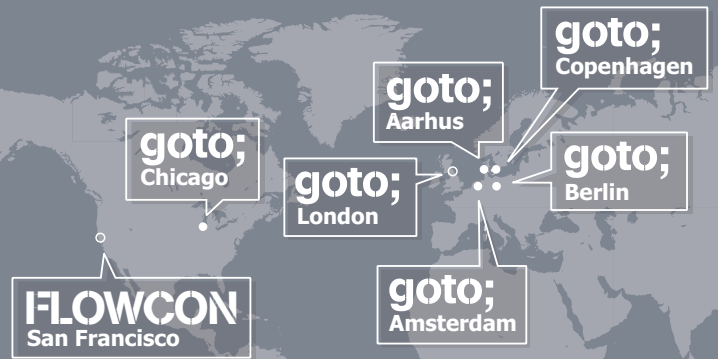 goto;
Copenhagen
goto;
Aarhus
goto;
Chicago
goto;
Berlin
goto;
London
goto;
Amsterdam
FLOWCON
San Francisco